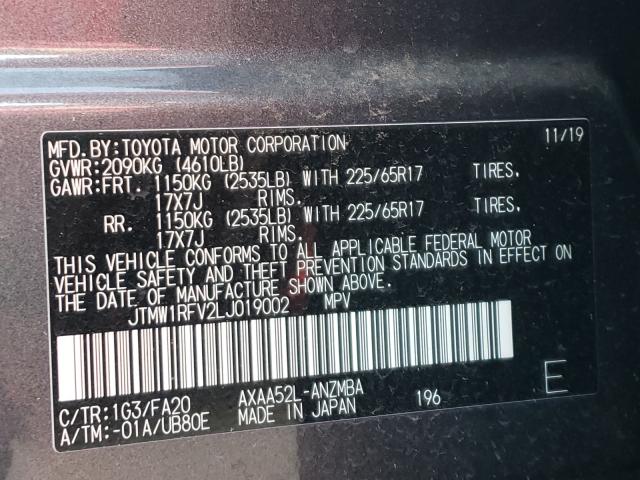 MFD. BY: TOYOTA MOTOR CORPORATION 11/19
GVWR: 2090KG (4610LB)
GAWR: FRT. 1150KG (2535LB) WITH 225/65R17 TIRES.
17X7J RIMS.
RR. 1150KG (2535LB) WITH 225/65R17 TIRES.
17X7J RIMS.
THIS VEHICLE CONFORMS TO ALL APPLICABLE FEDERAL MOTOR
VEHICLE SAFETY AND THEFT PREVENTION STANDARDS IN EFFECT ON
THE DATE OF MANUFACTURE SHOWN ABOVE.
JTMW1RFV2LJ019002 MPV
C/TR: 1G3/FA20 AXAA52L-ANZMBA 196 E
A/TM: -01A/UB80E MADE IN JAPAN